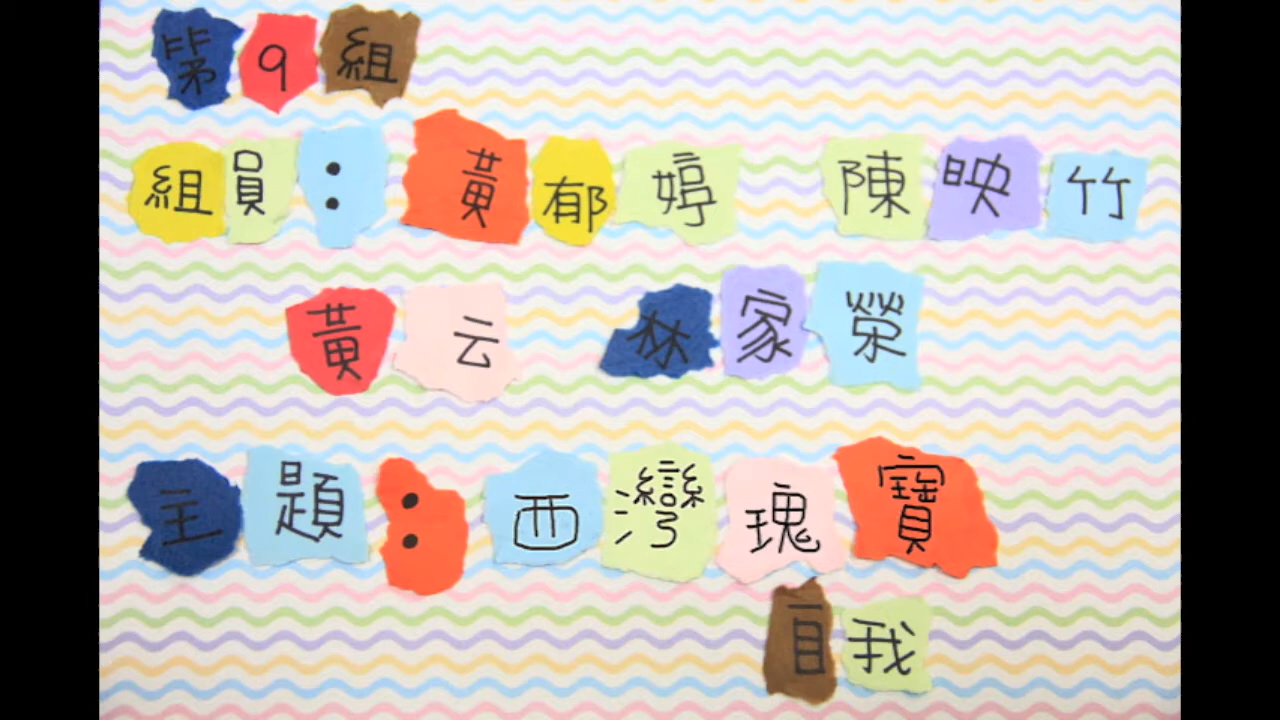 第9組
組員：黃郁婷 陳映竹
黃云 林家榮
主題：西灣瑰寶
自我